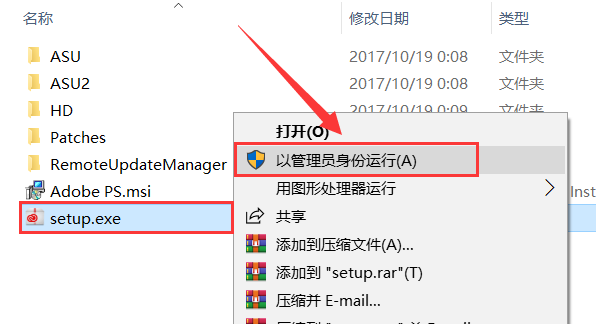 名称 修改日期 类型
ASU 2017/10/19 0:08 文件夹
ASU2 2017/10/19 0:08 文件夹
HD 2017/10/19 0:09 文件夹
Patches
打开(O)
RemoteUpdateManager
以管理员身份运行(A)
Adobe PS.msi
用图形处理器运行
Inst
setup.exe
共享
添加到压缩文件(A)...
添加到 "setup.rar"(T)
压缩并 E-mail...